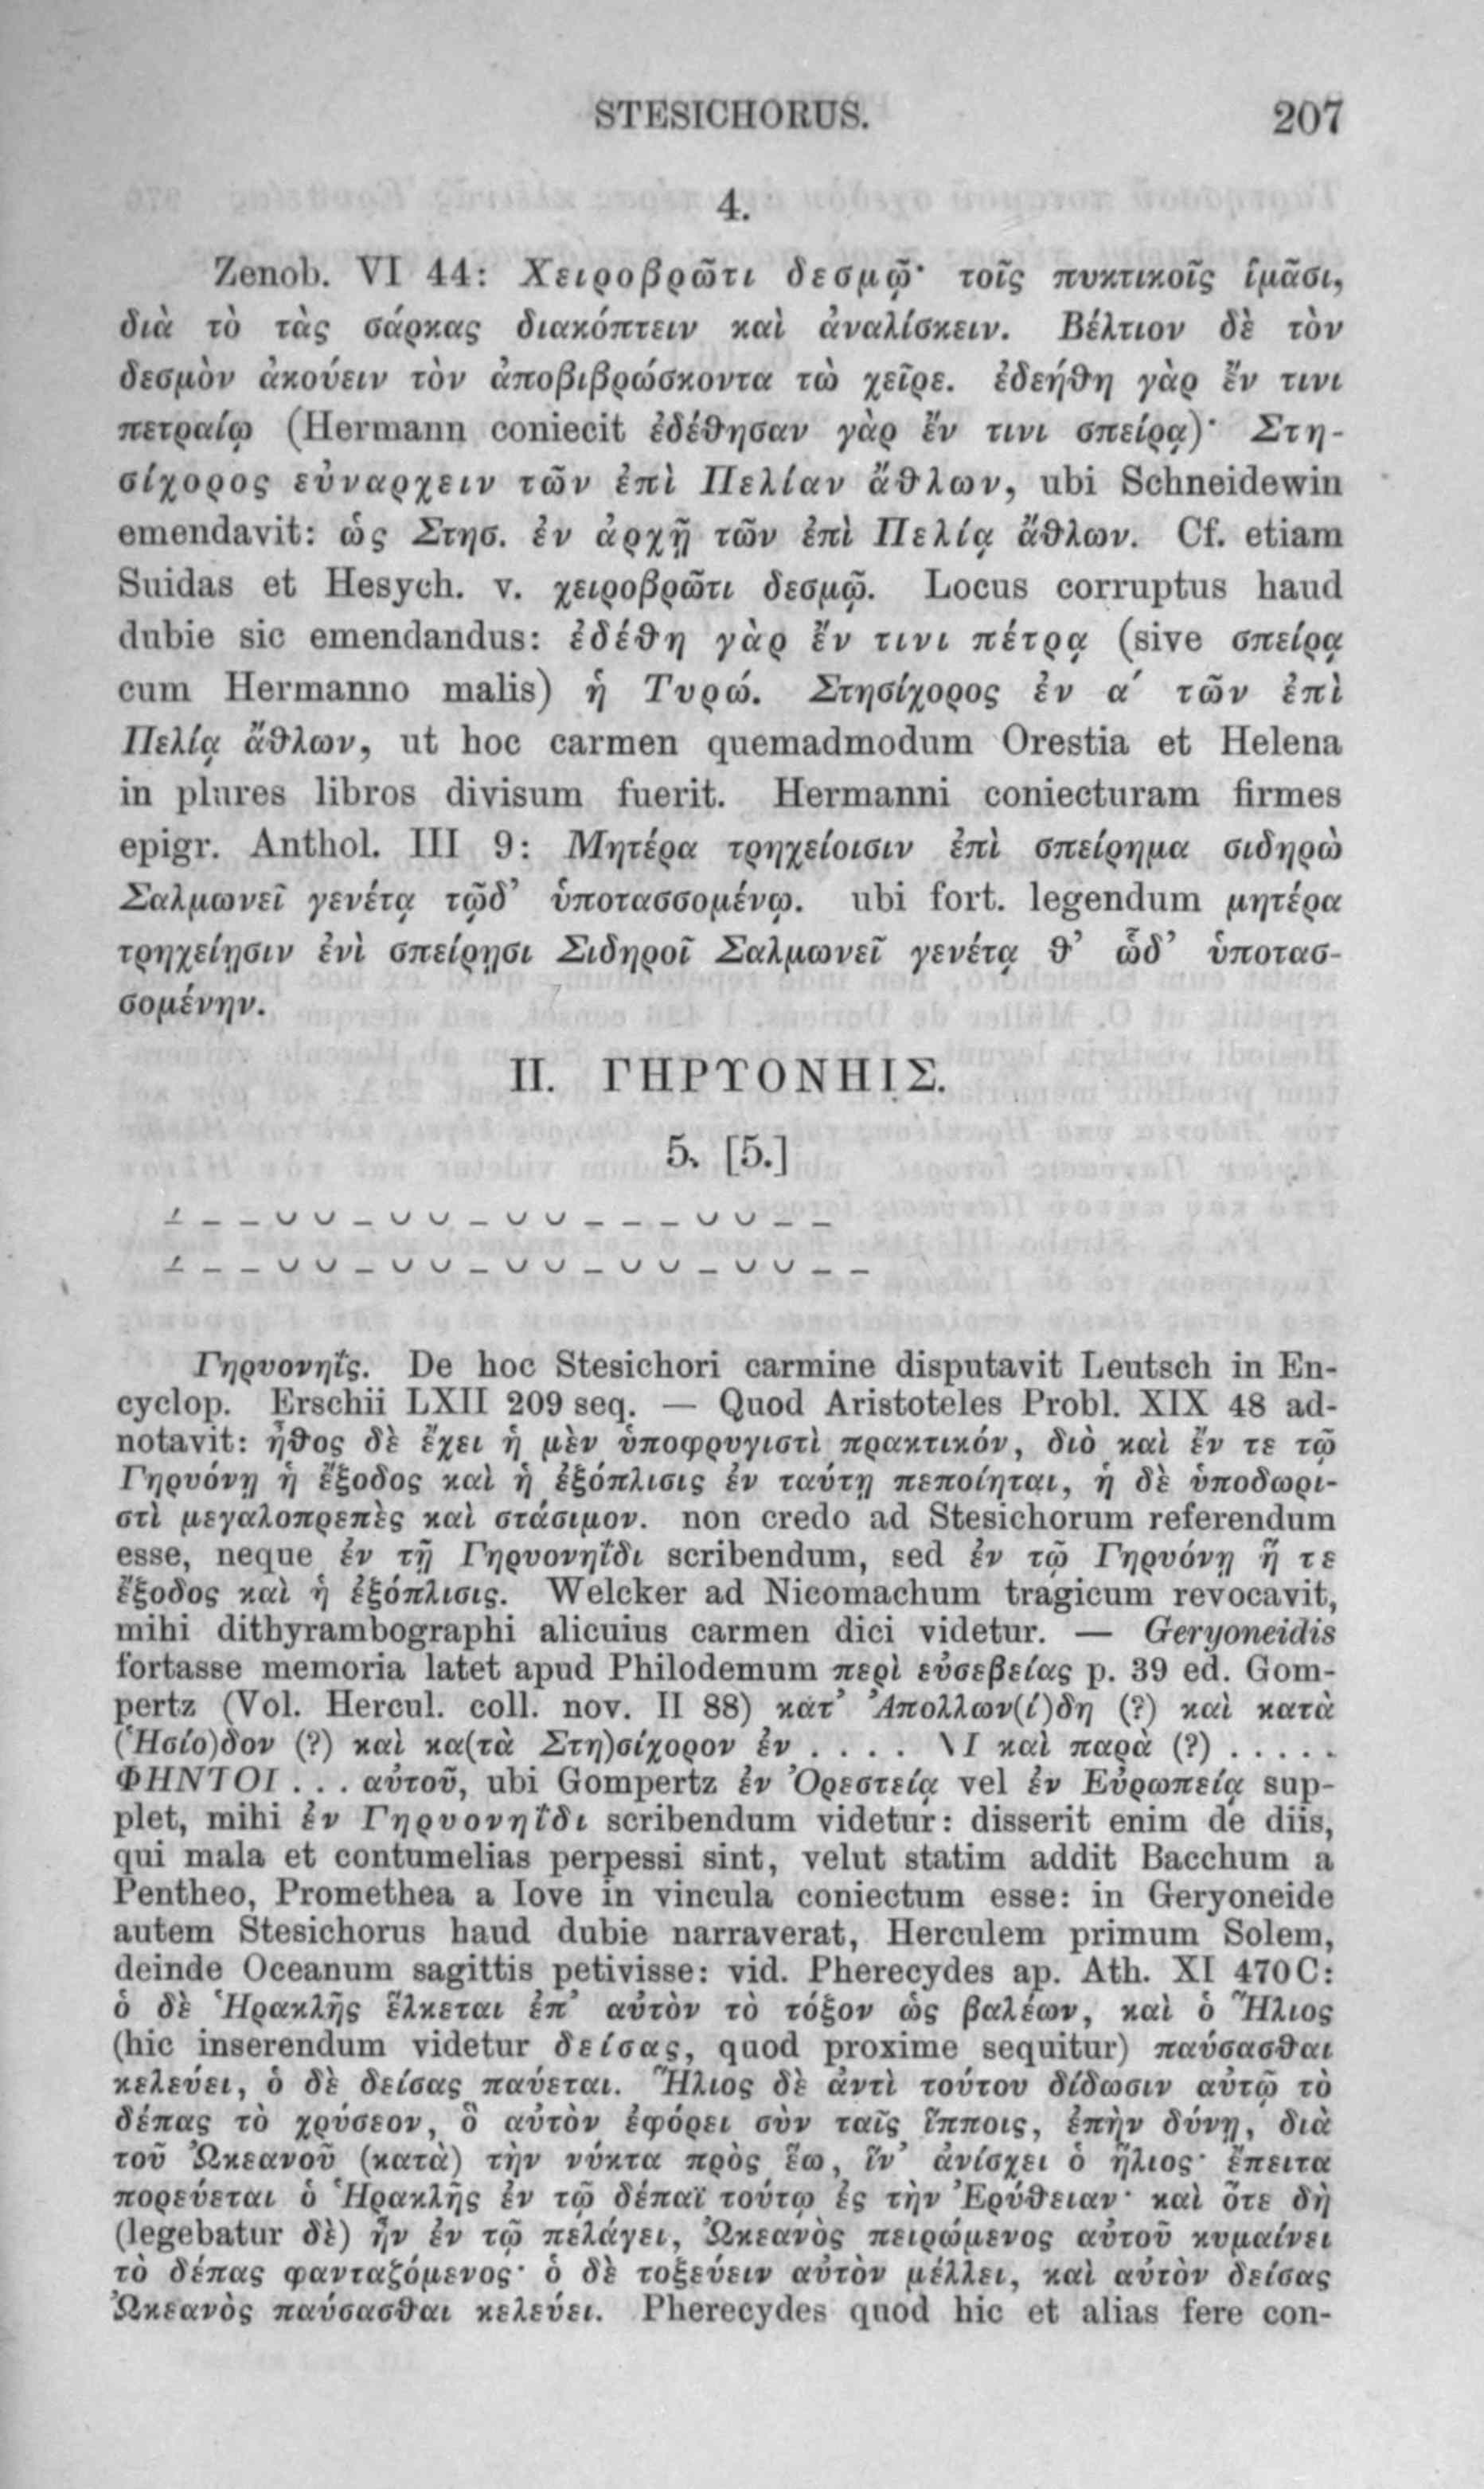 STESICHORUS. 207
4.
Zenob. VI 44: Χειροβρῶτι δεσμῷ· τοῖς πυκτικοῖς ἱμᾶσι,
διὰ τὸ τὰς σάρκας διακόπτειν καὶ ἀναλίσκειν. Βέλτιον δὲ τὸν
δεσμὸν ἀκούειν τὸν ἀποβιβρώσκοντα τὼ χεῖρε. ἐδεήθη γὰρ ἔν τινι
πετραίῳ (Hermann coniecit ἐδέθησαν γὰρ ἔν τινι σπείρᾳ)· Στη-
σίχορος εὐναρχειν τῶν ἐπὶ Πελίαν ἄθλων, ubi Schneidewin
emendavit: ὡς Στησ. ἐν ἀρχῇ τῶν ἐπὶ Πελίᾳ ἄθλων. Cf. etiam
Suidas et Hesych. v. χειροβρῶτι δεσμῷ. Locus corruptus haud
dubie sic emendandus: ἐδέθη γὰρ ἔν τινι πέτρᾳ (sive σπείρᾳ
cum Hermanno malis) ἡ Τυρώ. Στησίχορος ἐν α΄ τῶν ἐπὶ
Πελίᾳ ἄθλων, ut hoc carmen quemadmodum Orestia et Helena
in plures libros divisum fuerit. Hermanni coniecturam firmes
epigr. Anthol. III 9: Μητέρα τρηχείοισιν ἐπὶ σπείρημα σιδηρὼ
Σαλμωνεῖ γενέτᾳ τῷδ’ ὑποτασσομένῳ. ubi fort. legendum μητέρα
τρηχείῃσιν ἐνὶ σπείρῃσι Σιδηροῖ Σαλμωνεῖ γενέτᾳ θ’ ὧδ’ ὑποτασ-
σομένην.
II. ΓΗΡΥΟΝΗΙΣ.
5. [5.]
–́ – – ∪ ∪ – ∪ ∪ – ∪ ∪ – – – ∪ ∪ – –
–́ – – ∪ ∪ – ∪ ∪ – ∪ ∪ – ∪ ∪ – ∪ ∪ – –
Γηρυονηΐς. De hoc Stesichori carmine disputavit Leutsch in En-
cyclop. Erschii LXII 209 seq. — Quod Aristoteles Probl. XIX 48 ad-
notavit: ἦθος δὲ ἔχει ἡ μὲν ὑποφρυγιστὶ πρακτικόν, διὸ καὶ ἔν τε τῷ
Γηρυόνῃ ἡ ἔξοδος καὶ ἡ ἐξόπλισις ἐν ταύτῃ πεποίηται, ἡ δὲ ὑποδωρι-
στὶ μεγαλοπρεπὲς καὶ στάσιμον. non credo ad Stesichorum referendum
esse, neque ἐν τῇ Γηρυονηΐδι scribendum, sed ἐν τῷ Γηρυόνῃ ἥ τε
ἔξοδος καὶ ἡ ἐξόπλισις. Welcker ad Nicomachum tragicum revocavit,
mihi dithyrambographi alicuius carmen dici videtur. — Geryoneidis
fortasse memoria latet apud Philodemum περὶ εὐσεβείας p. 39 ed. Gom-
pertz (Vol. Hercul. coll. nov. II 88) κατ’ Ἀπολλων(ί)δη (?) καὶ κατὰ
(Ἡσίο)δον (?) καὶ κα(τὰ Στη)σίχορον ἐν . . . . \Ι καὶ παρὰ (?) . . . . .
ΦΗΝΤΟΙ . . . αὐτοῦ, ubi Gompertz ἐν Ὀρεστείᾳ vel ἐν Εὐρωπείᾳ sup-
plet, mihi ἐν Γηρυονηΐδι scribendum videtur: disserit enim de diis,
qui mala et contumelias perpessi sint, velut statim addit Bacchum a
Pentheo, Promethea a Iove in vincula coniectum esse: in Geryoneide
autem Stesichorus haud dubie narraverat, Herculem primum Solem,
deinde Oceanum sagittis petivisse: vid. Pherecydes ap. Ath. XI 470C:
ὁ δὲ Ἡρακλῆς ἕλκεται ἐπ’ αὐτὸν τὸ τόξον ὡς βαλέων, καὶ ὁ Ἥλιος
(hic inserendum videtur δείσας, quod proxime sequitur) παύσασθαι
κελεύει, ὁ δὲ δείσας παύεται. Ἥλιος δὲ ἀντὶ τούτου δίδωσιν αὐτῷ τὸ
δέπας τὸ χρύσεον, ὃ αὐτὸν ἐφόρει σὺν ταῖς ἵπποις, ἐπὴν δύνῃ, διὰ
τοῦ Ὠκεανοῦ (κατὰ) τὴν νύκτα πρὸς ἕω, ἵν’ ἀνίσχει ὁ ἥλιος· ἔπειτα
πορεύεται ὁ Ἡρακλῆς ἐν τῷ δέπαϊ τούτῳ ἐς τὴν Ἐρύθειαν· καὶ ὅτε δὴ
(legebatur δὲ) ἦν ἐν τῷ πελάγει, Ὠκεανὸς πειρώμενος αὐτοῦ κυμαίνει
τὸ δέπας φανταζόμενος· ὁ δὲ τοξεύειν αὐτὸν μέλλει, καὶ αὐτὸν δείσας
Ὠκεανὸς παύσασθαι κελεύει. Pherecydes quod hic et alias fere con-